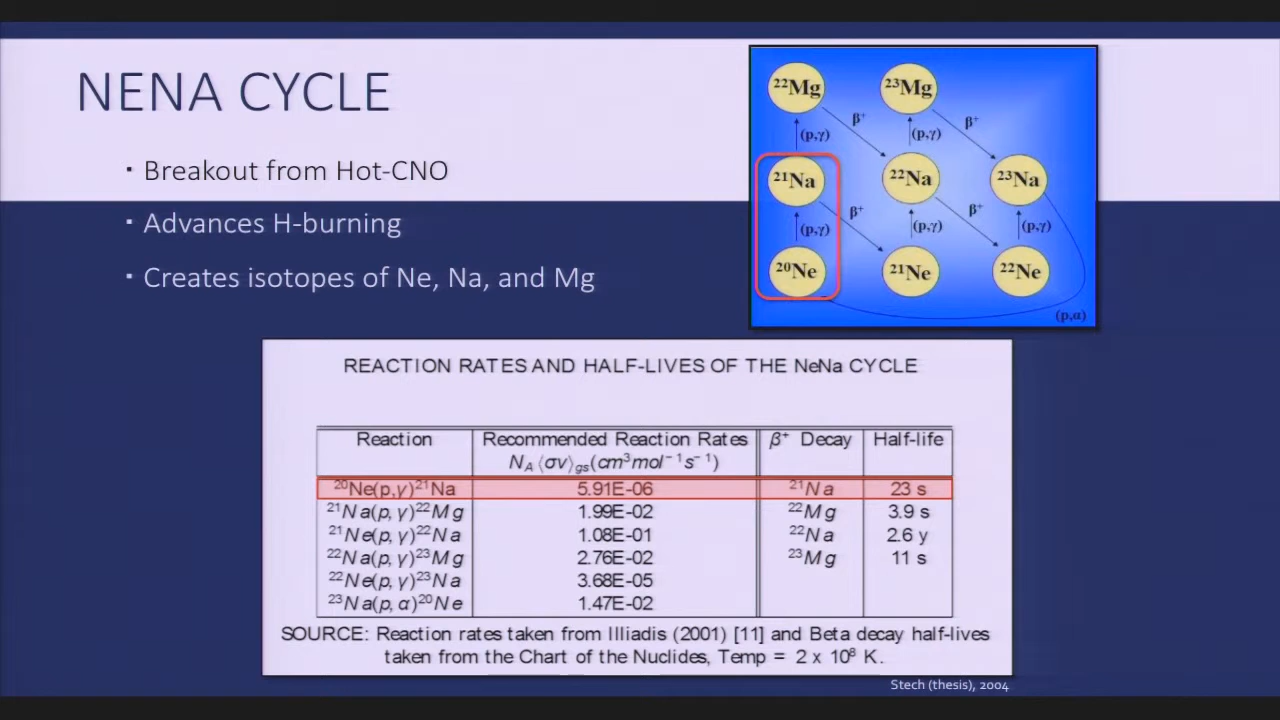 NENA CYCLE
· Breakout from Hot-CNO
· Advances H-burning
· Creates isotopes of Ne, Na, and Mg
²²Mg ²³Mg
β⁺ β⁺
(p,γ) (p,γ)
²¹Na ²²Na ²³Na
β⁺ β⁺
(p,γ) (p,γ) (p,γ)
²⁰Ne ²¹Ne ²²Ne
(p,α)
REACTION RATES AND HALF-LIVES OF THE NeNa CYCLE
Reaction Recommended Reaction Rates β⁺ Decay Half-life
N_A ⟨σv⟩_gs(cm³mol⁻¹s⁻¹)
²⁰Ne(p,γ)²¹Na 5.91E-06 ²¹Na 23 s
²¹Na(p,γ)²²Mg 1.99E-02 ²²Mg 3.9 s
²¹Ne(p,γ)²²Na 1.08E-01 ²²Na 2.6 y
²²Na(p,γ)²³Mg 2.76E-02 ²³Mg 11 s
²²Ne(p,γ)²³Na 3.68E-05
²³Na(p,α)²⁰Ne 1.47E-02
SOURCE: Reaction rates taken from Illiadis (2001) [11] and Beta decay half-lives
taken from the Chart of the Nuclides, Temp = 2 x 10⁸ K.
Stech (thesis), 2004